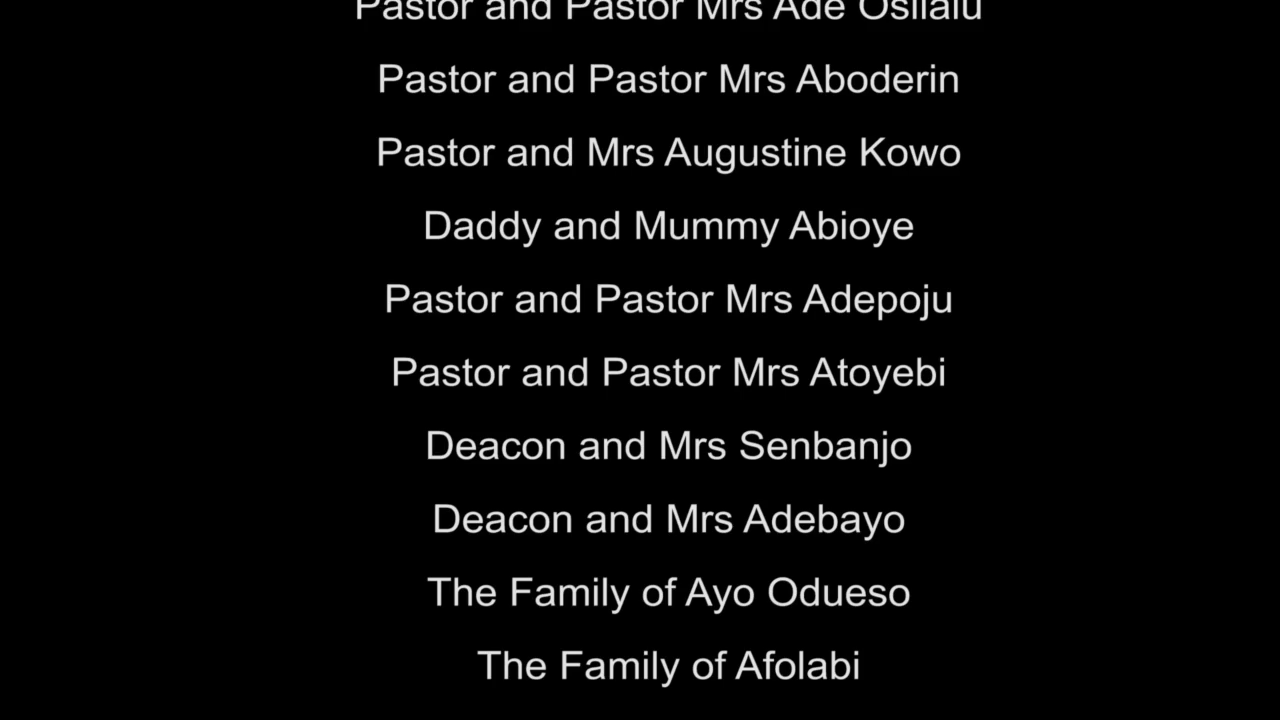 Pastor and Pastor Mrs Ade
Pastor and Pastor Mrs Aboderin
Pastor and Mrs Augustine Kowo
Daddy and Mummy Abioye
Pastor and Pastor Mrs Adepoju
Pastor and Pastor Mrs Atoyebi
Deacon and Mrs Senbanjo
Deacon and Mrs Adebayo
The Family of Ayo Odueso
The Family of Afolabi